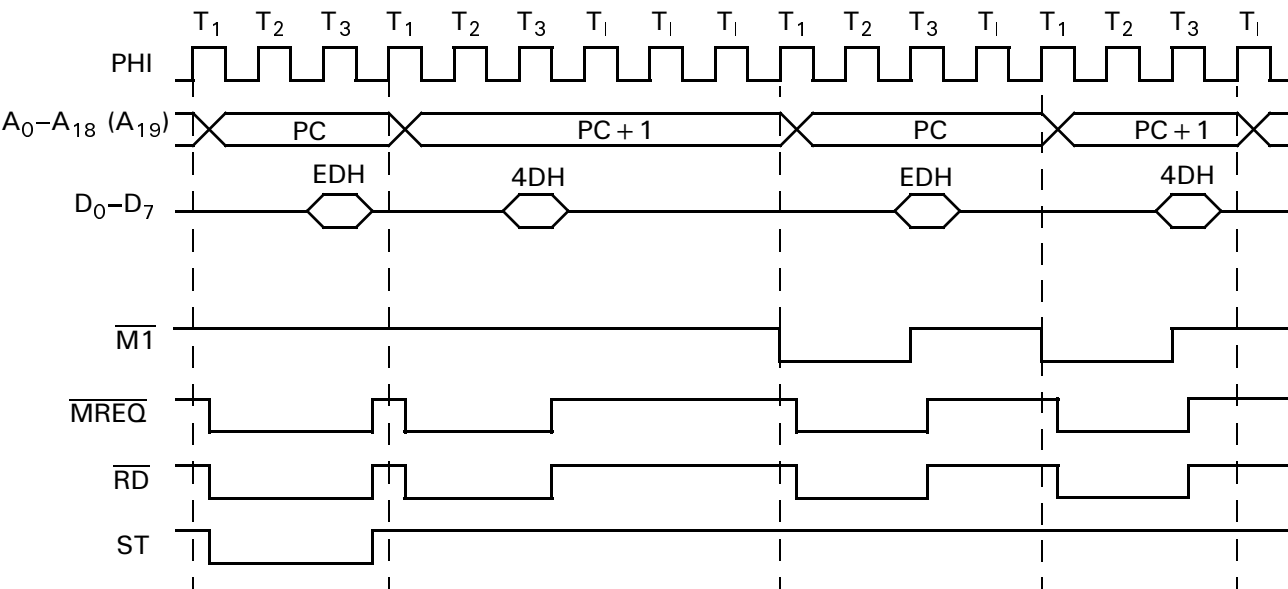 T1 T2 T3 T1 T2 T3 TI TI TI T1 T2 T3 TI T1 T2 T3 TI
PHI
A0–A18 (A19) PC PC + 1 PC PC + 1
EDH 4DH EDH 4DH
D0–D7
M1
MREQ
RD
ST